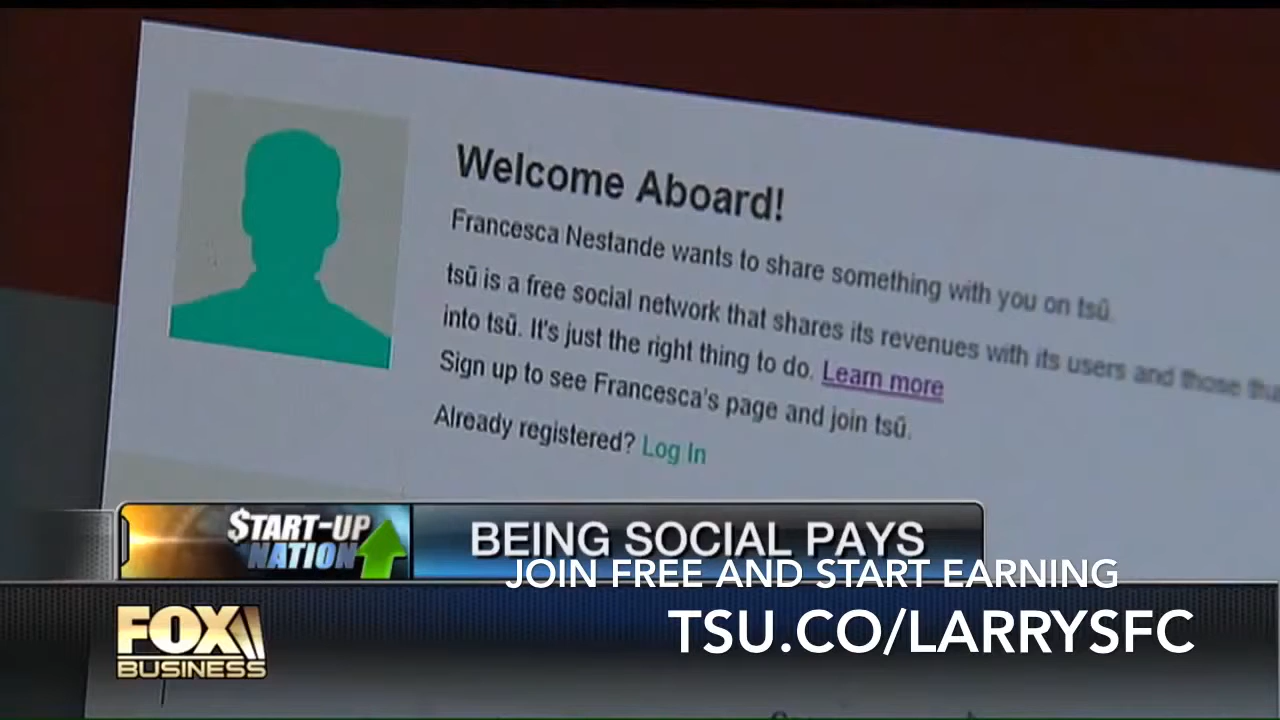 Welcome Aboard!
Francesca Nestande wants to share something with you on tsū.
tsū is a free social network that shares its revenues with its users and those tha
into tsū. It's just the right thing to do. Learn more
Sign up to see Francesca's page and join tsū.
Already registered? Log In
$TART-UP
NATION
BEING SOCIAL PAYS
JOIN FREE AND START EARNING
TSU.CO/LARRYSFC
FOX
BUSINESS